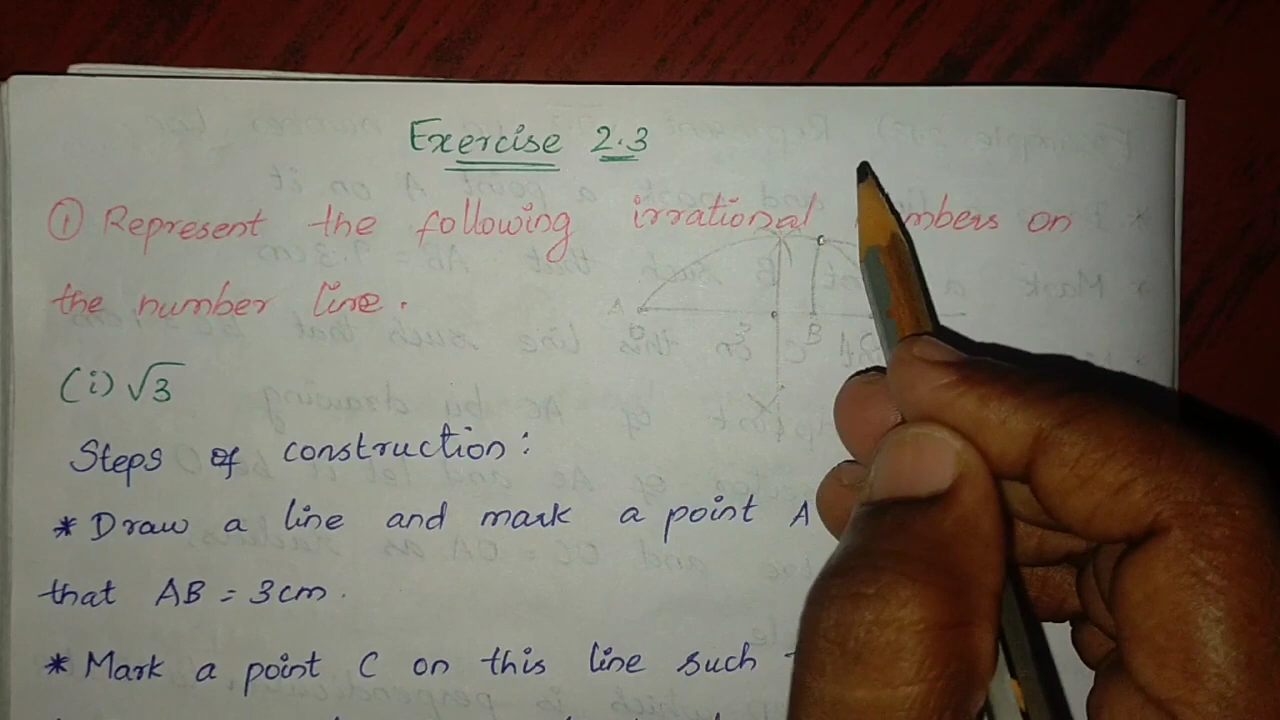 Exercise 2.3
① Represent the following irrational mbers on
the number line.
(i) √3
Steps of construction:
* Draw a line and mark a point A
that AB = 3cm.
* Mark a point C on this line such